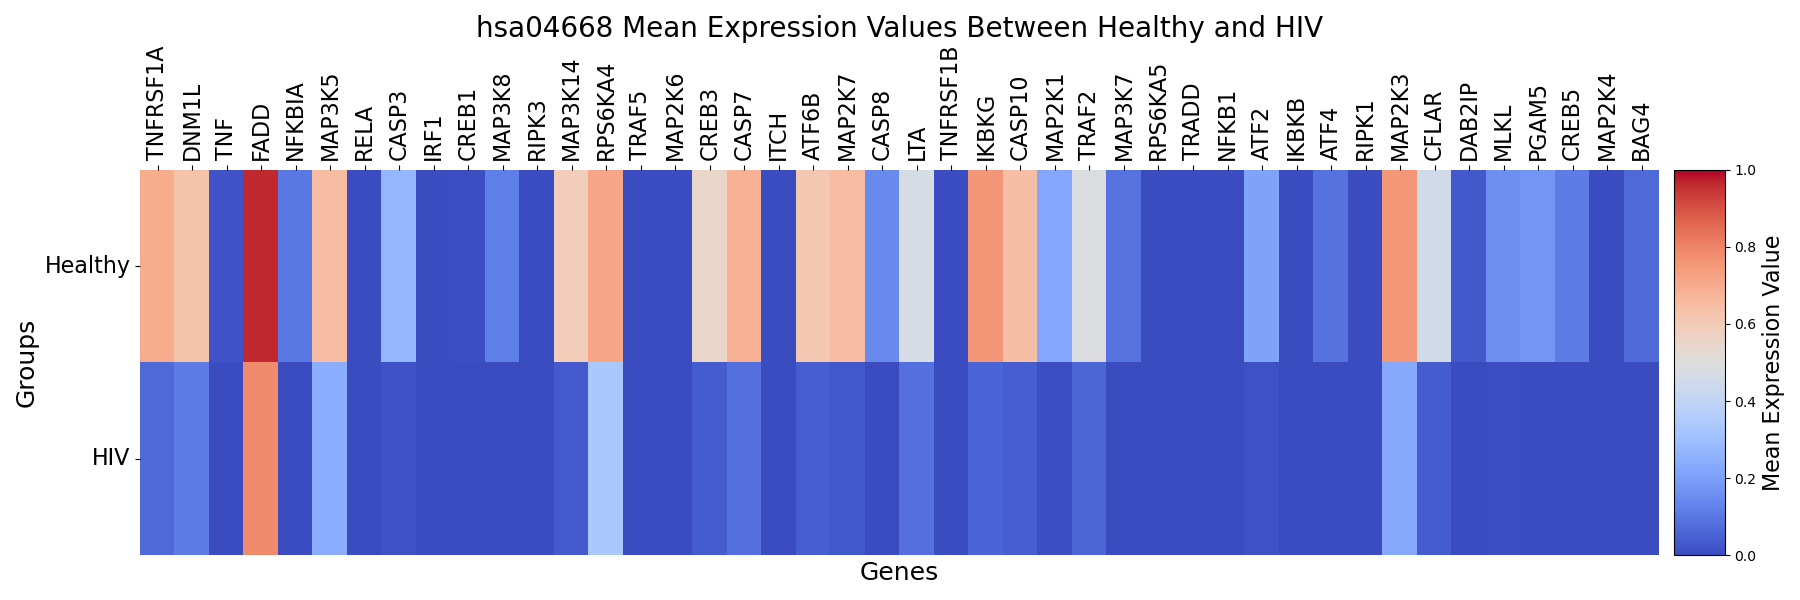 hsa04668 Mean Expression Values Between Healthy and HIV
TNFRSF1A
DNM1L
TNF
FADD
NFKBIA
MAP3K5
RELA
CASP3
IRF1
CREB1
MAP3K8
RIPK3
MAP3K14
RPS6KA4
TRAF5
MAP2K6
CREB3
CASP7
ITCH
ATF6B
MAP2K7
CASP8
LTA
TNFRSF1B
IKBKG
CASP10
MAP2K1
TRAF2
MAP3K7
RPS6KA5
TRADD
NFKB1
ATF2
IKBKB
ATF4
RIPK1
MAP2K3
CFLAR
DAB2IP
MLKL
PGAM5
CREB5
MAP2K4
BAG4
Groups
Healthy
HIV
Genes
1.0
0.8
0.6
0.4
0.2
0.0
Mean Expression Value